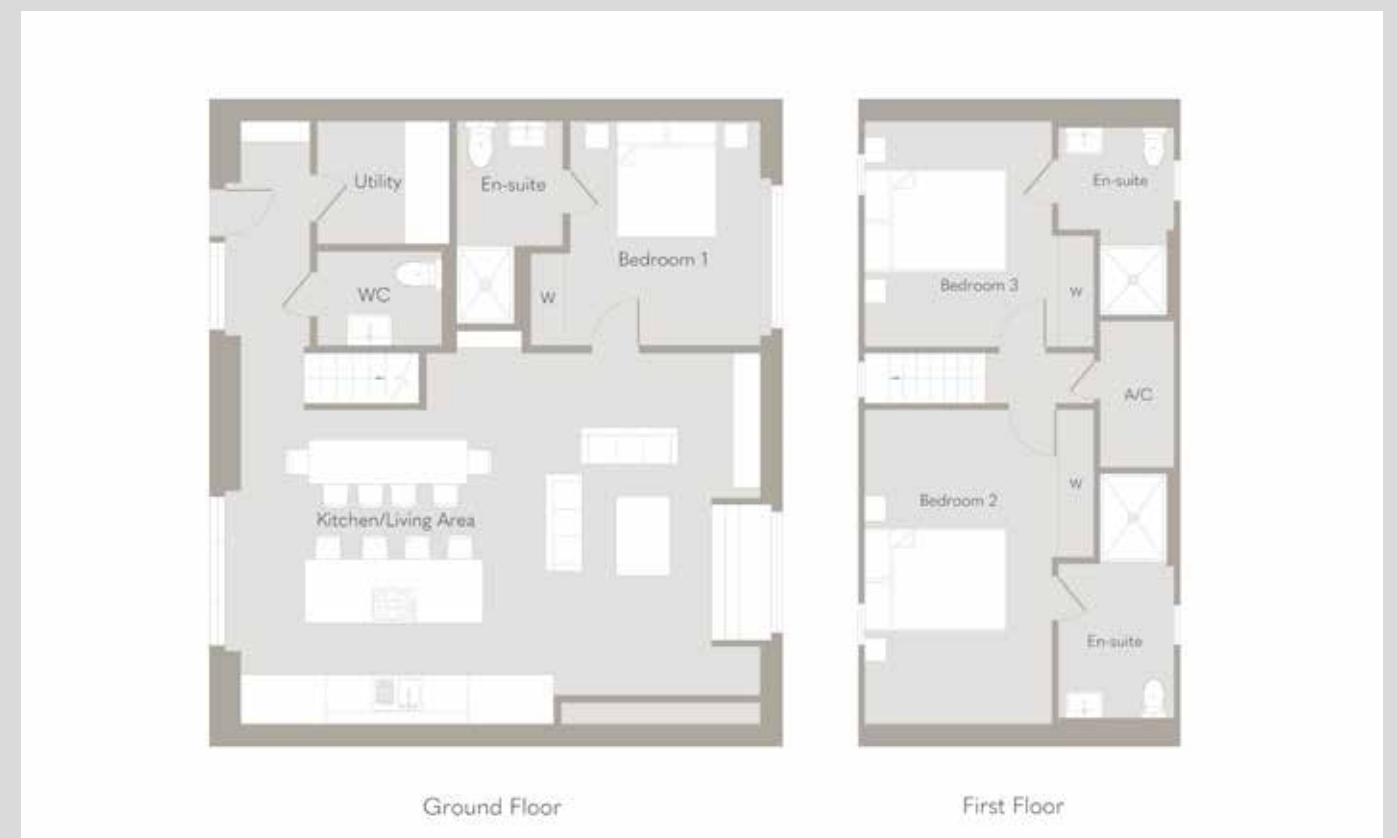 Utility
En-suite
Bedroom 1
WC
W
Kitchen/Living Area
Ground Floor
En-suite
Bedroom 3
W
A/C
W
Bedroom 2
En-suite
First Floor